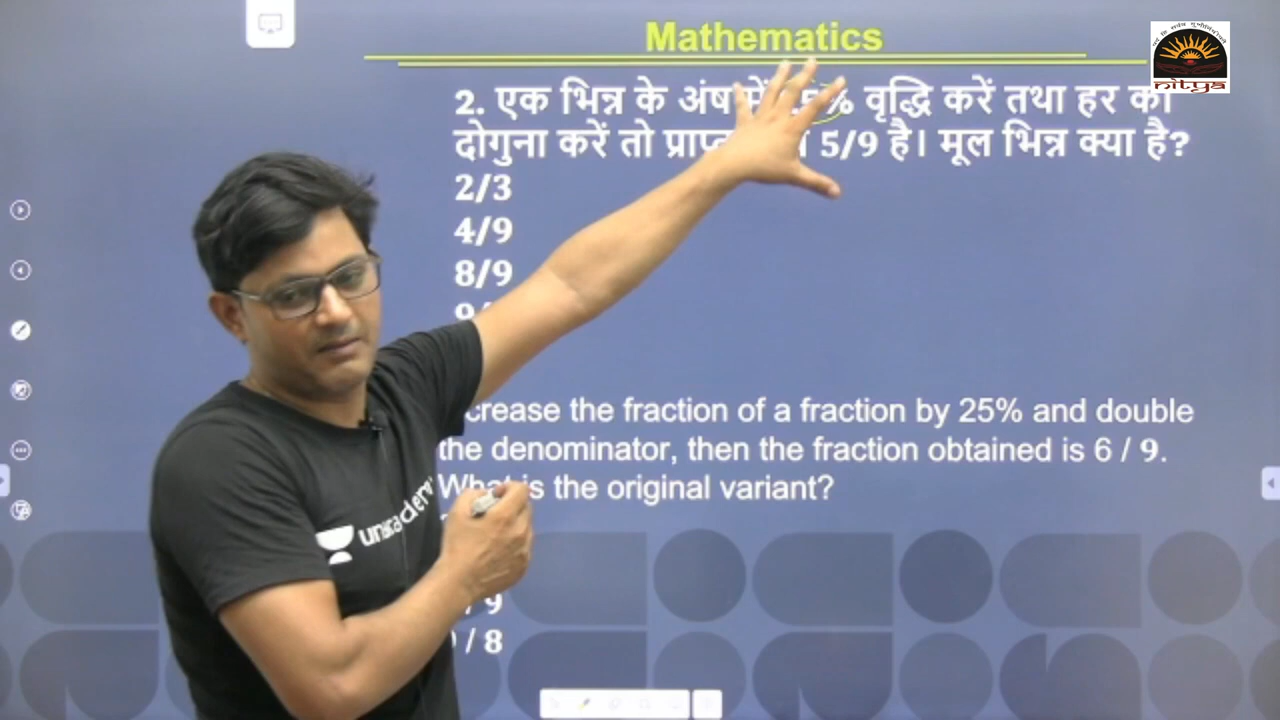 Mathematics
nitya
2. एक भिन्न के अंष में % वृद्धि करें तथा हर को
दोगुना करें तो 5/9 है। मूल भिन्न क्या है?
2/3
4/9
8/9
crease the fraction of a fraction by 25% and double
the denominator, then the fraction obtained is 6 / 9.
What is the original variant?
/ 9
/ 8